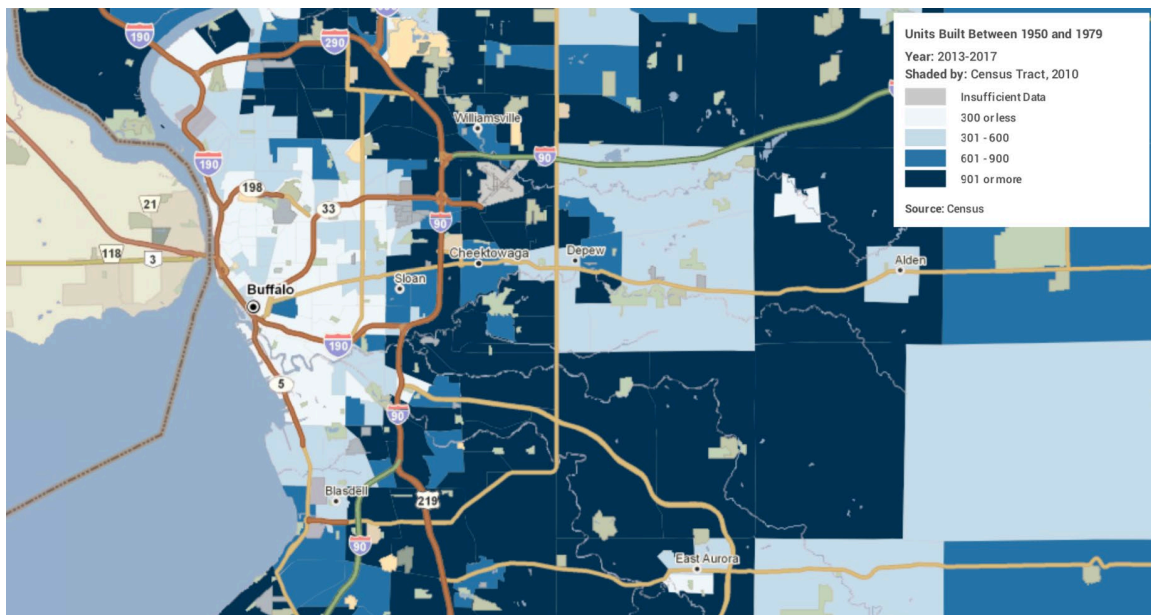 Units Built Between 1950 and 1979
Year: 2013-2017
Shaded by: Census Tract, 2010
Insufficient Data
300 or less
301 - 600
601 - 900
901 or more
Source: Census
190
290
Williamsville
90
190
198
33
21
90
118
3
Cheektowaga
Depew
Alden
Sloan
Buffalo
190
5
90
Blasdell
219
90
East Aurora